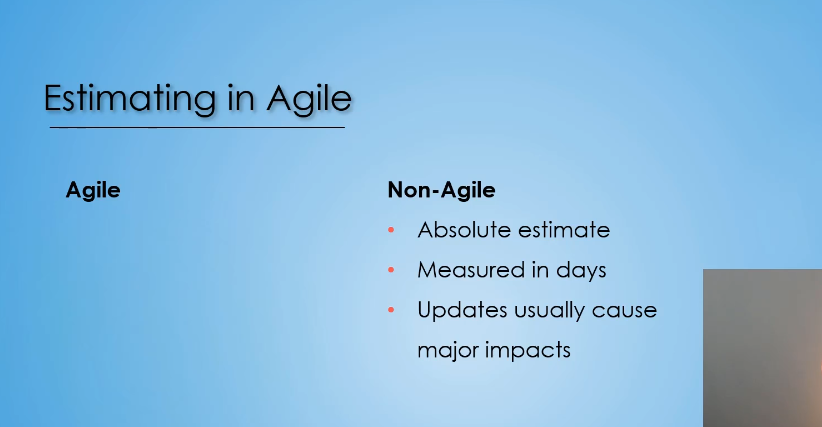 Estimating in Agile
Agile
Non-Agile
• Absolute estimate
• Measured in days
• Updates usually cause
major impacts